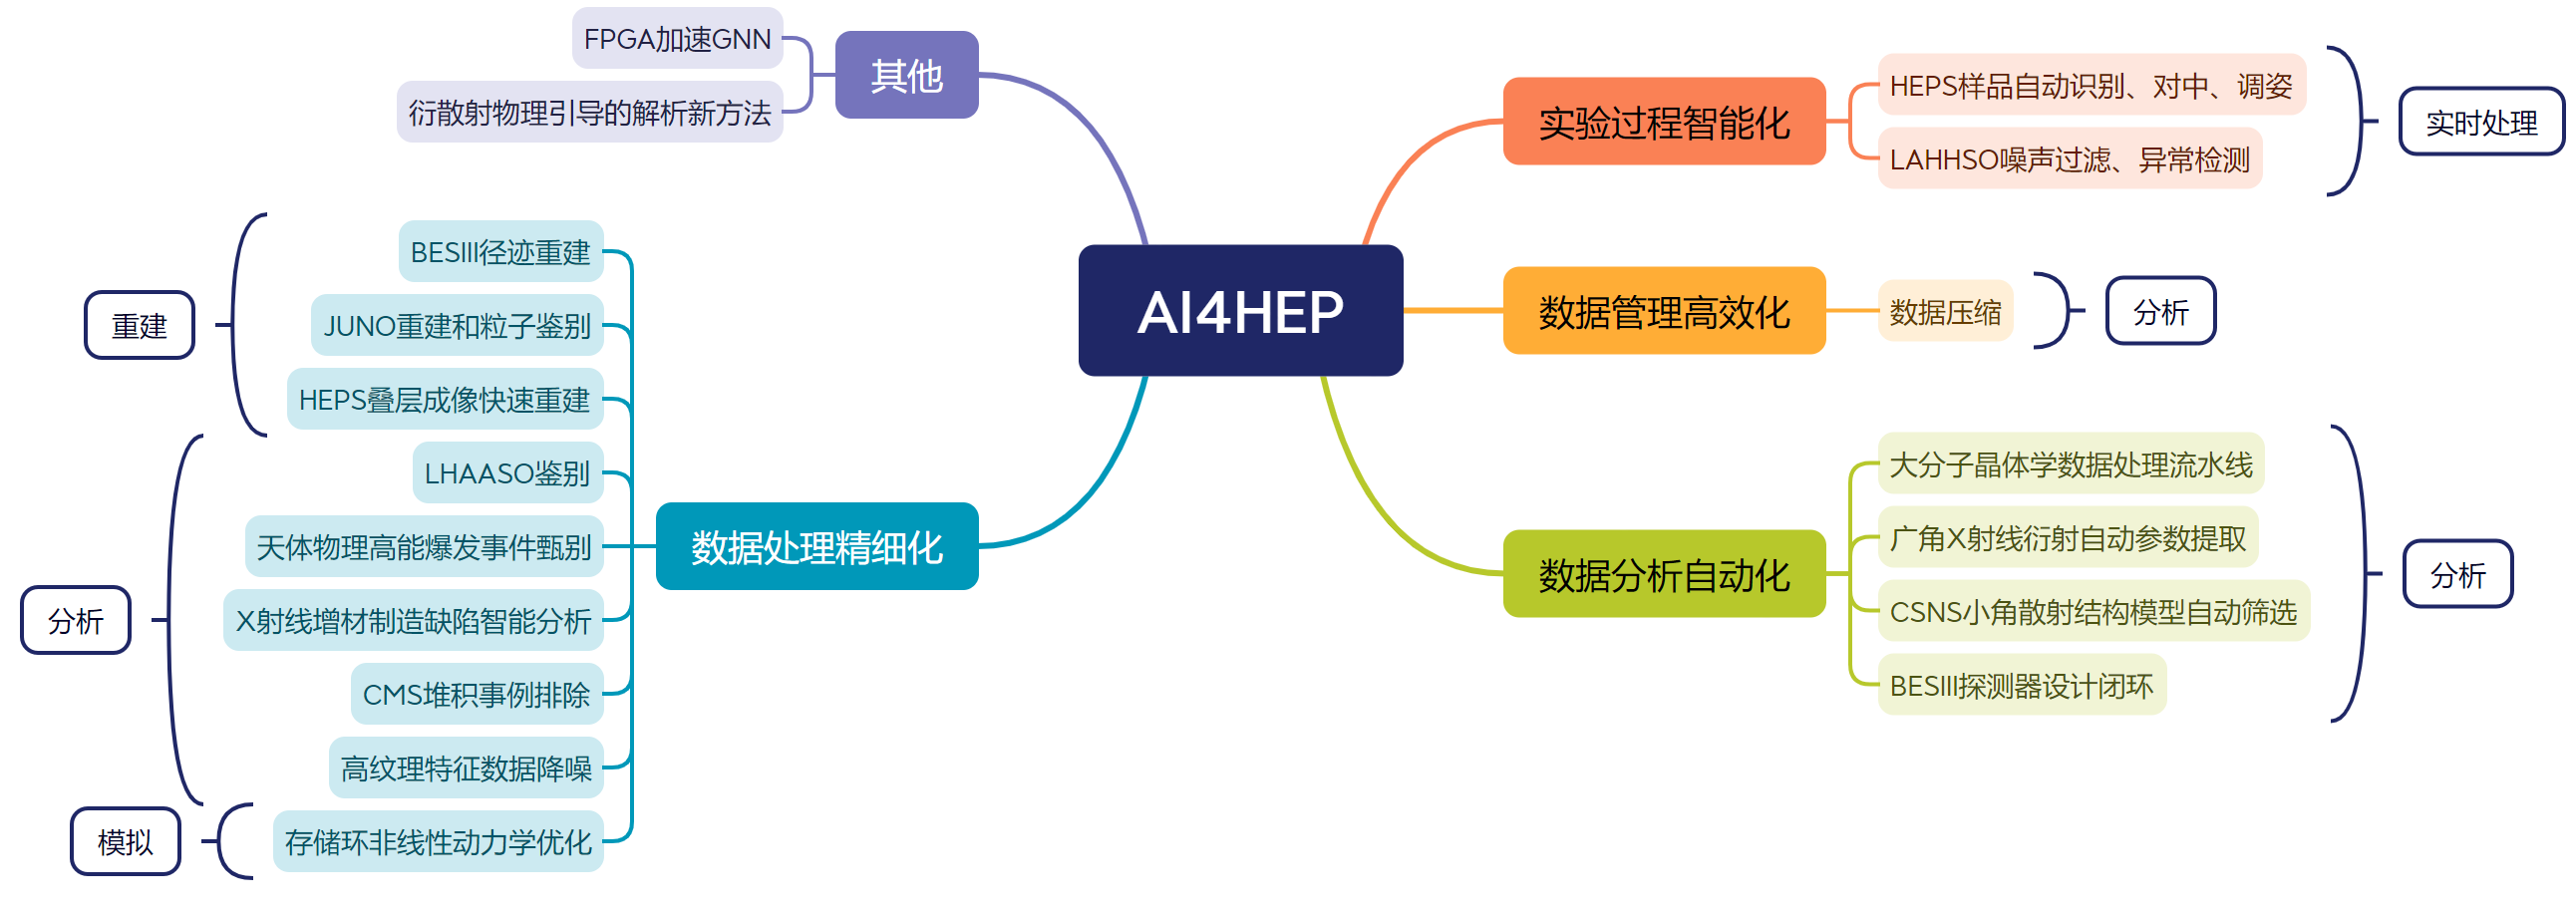 AI4HEP
实验过程智能化
HEPS样品自动识别、对中、调姿
LAHHSO噪声过滤、异常检测
实时处理
数据管理高效化
数据压缩
分析
数据分析自动化
大分子晶体学数据处理流水线
广角X射线衍射自动参数提取
CSNS小角散射结构模型自动筛选
BESIII探测器设计闭环
分析
其他
FPGA加速GNN
衍散射物理引导的解析新方法
数据处理精细化
BESIII径迹重建
JUNO重建和粒子鉴别
HEPS叠层成像快速重建
重建
LHAASO鉴别
天体物理高能爆发事件甄别
X射线增材制造缺陷智能分析
CMS堆积事例排除
高纹理特征数据降噪
分析
存储环非线性动力学优化
模拟